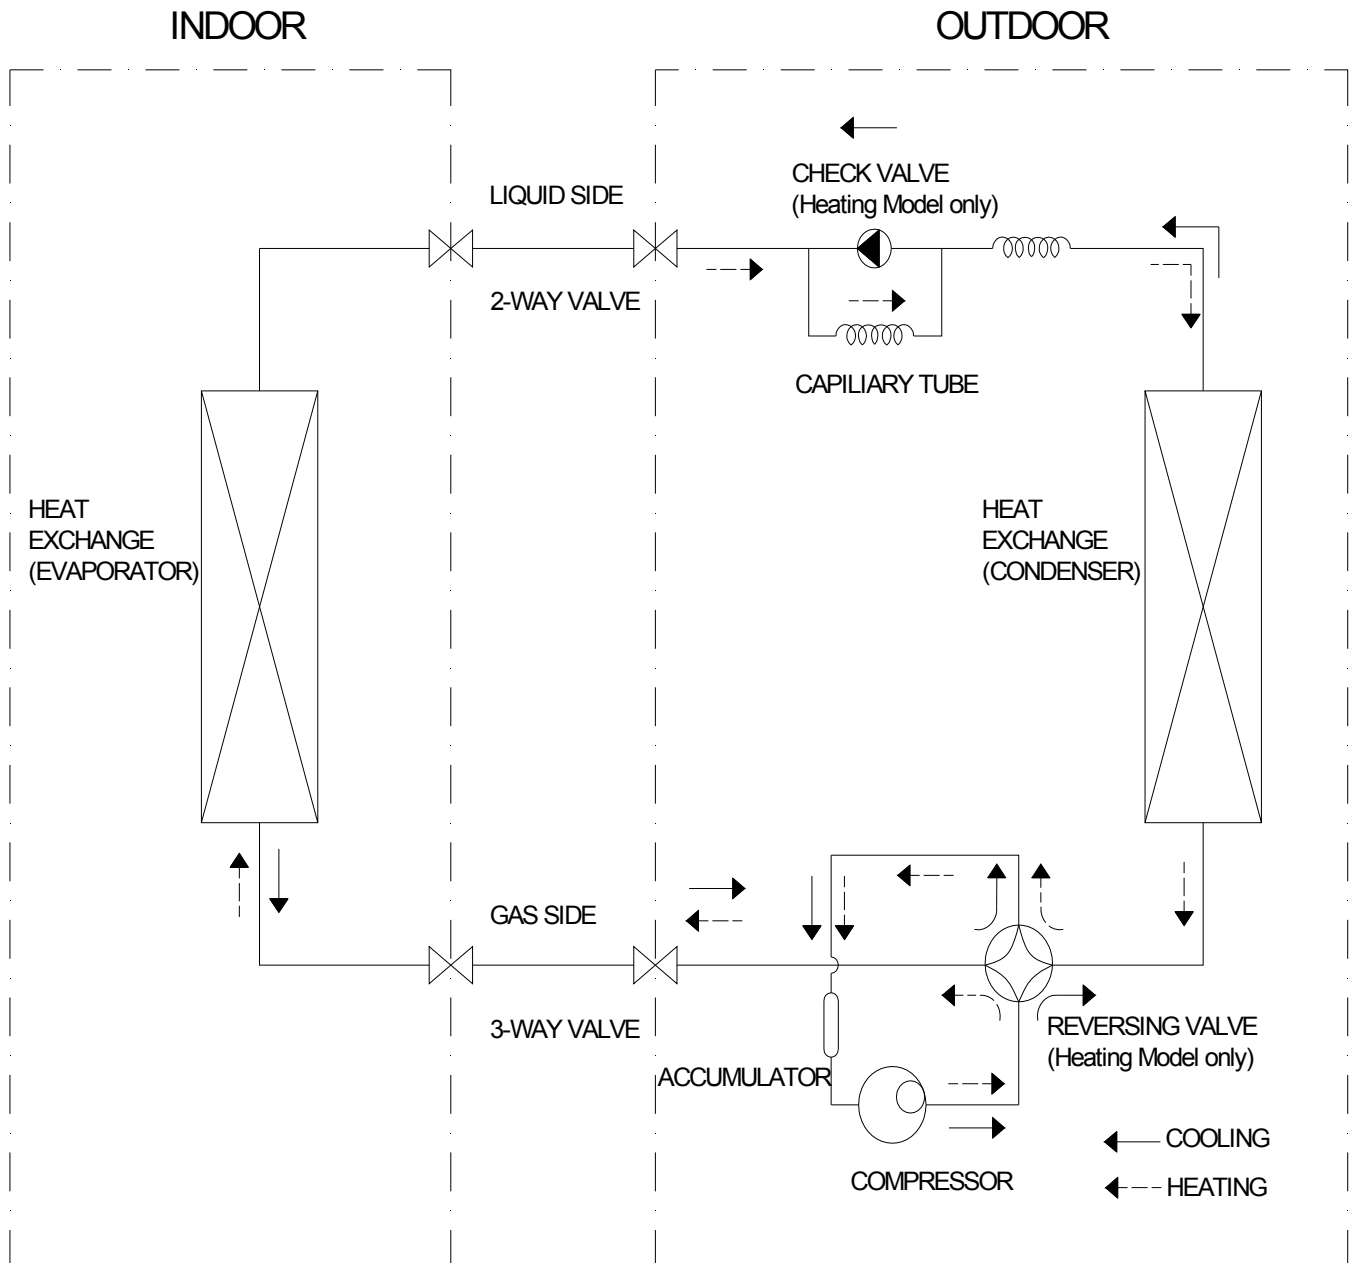 INDOOR
OUTDOOR
LIQUID SIDE
2-WAY VALVE
CHECK VALVE
(Heating Model only)
CAPILIARY TUBE
HEAT
EXCHANGE
(EVAPORATOR)
HEAT
EXCHANGE
(CONDENSER)
GAS SIDE
3-WAY VALVE
REVERSING VALVE
(Heating Model only)
ACCUMULATOR
COMPRESSOR
COOLING
HEATING